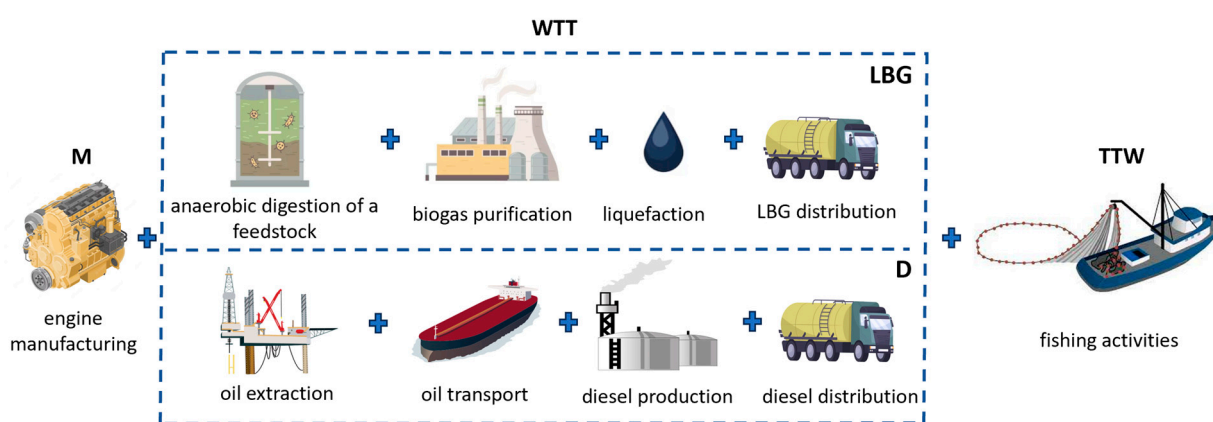 WTT
LBG
M
TTW
anaerobic digestion of a
feedstock
biogas purification
liquefaction
LBG distribution
D
engine
manufacturing
fishing activities
oil extraction
oil transport
diesel production
diesel distribution